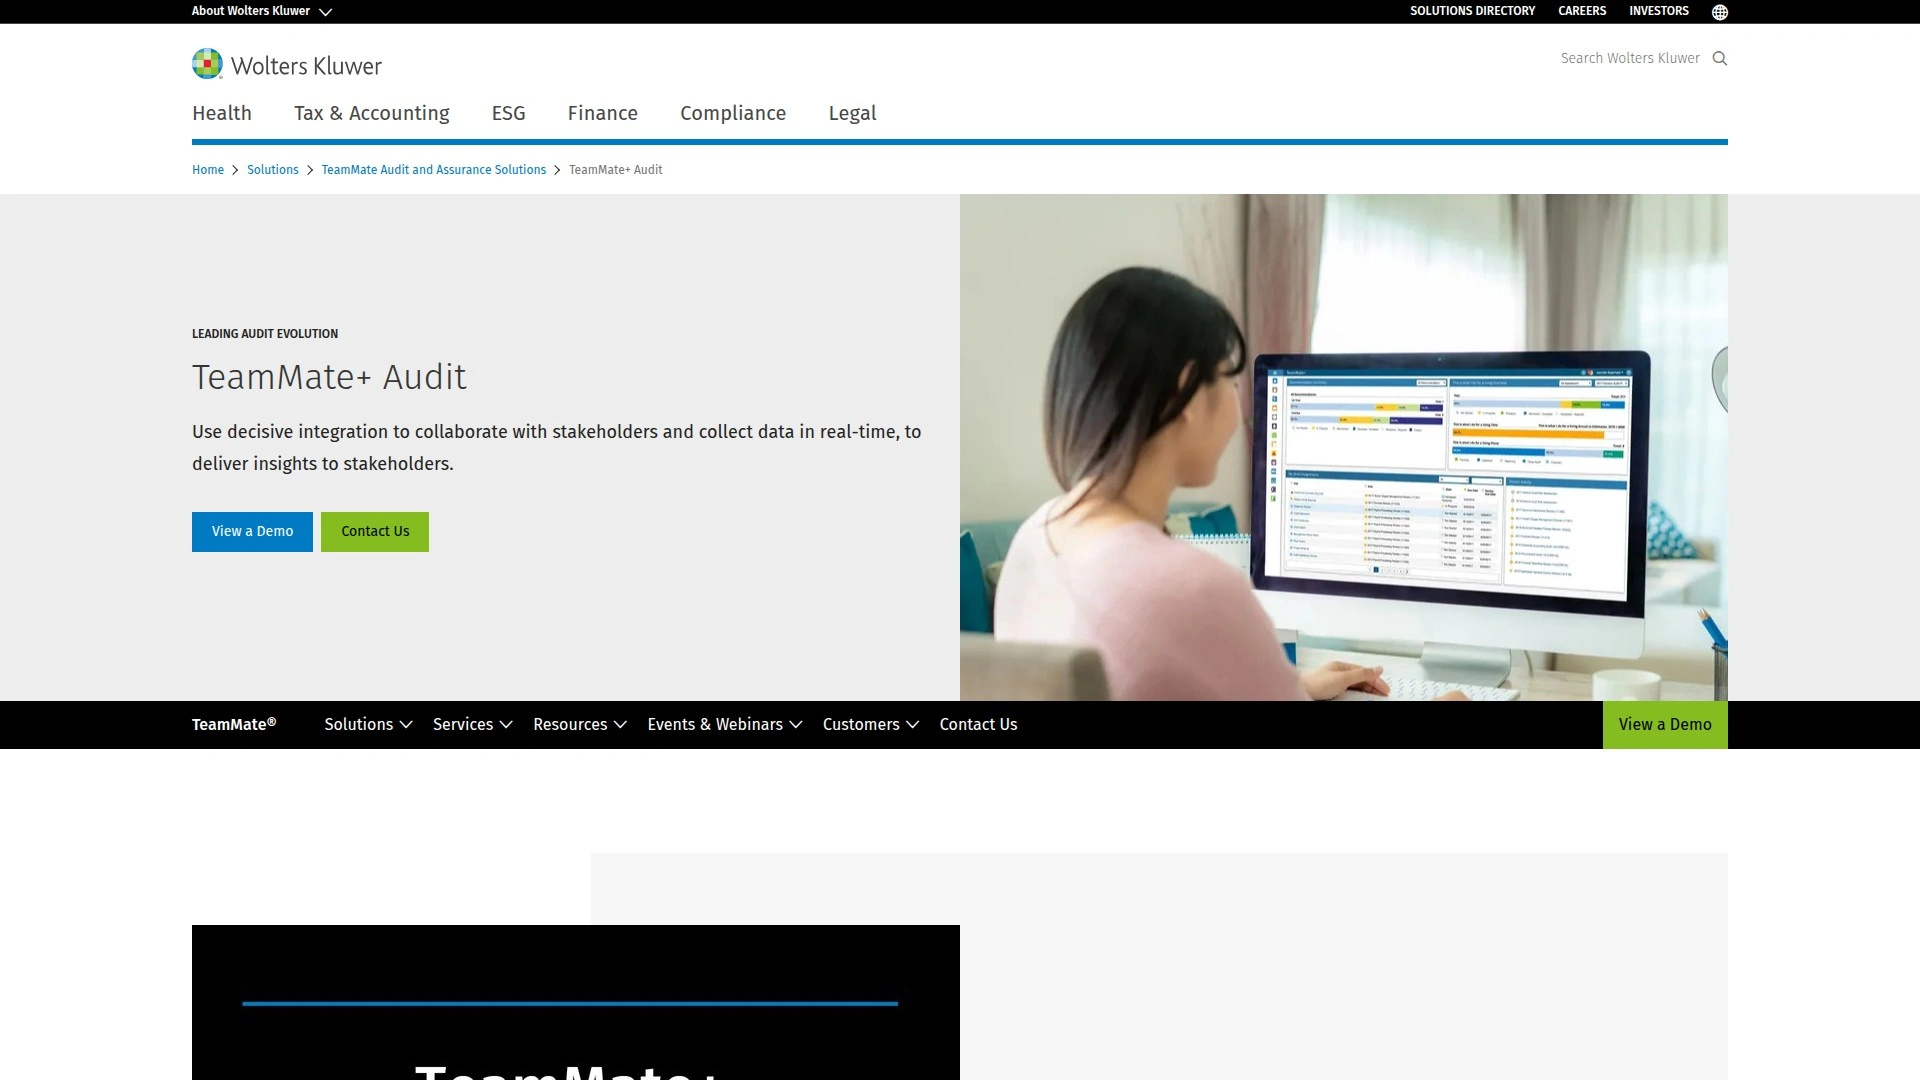 About Wolters Kluwer
SOLUTIONS DIRECTORY
CAREERS
INVESTORS
Wolters Kluwer
Search Wolters Kluwer
Health
Tax & Accounting
ESG
Finance
Compliance
Legal
Home
Solutions
TeamMate Audit and Assurance Solutions
TeamMate+ Audit
LEADING AUDIT EVOLUTION
TeamMate+ Audit
Use decisive integration to collaborate with stakeholders and collect data in real-time, to
deliver insights to stakeholders.
View a Demo
Contact Us
TeamMate®
Solutions
Services
Resources
Events & Webinars
Customers
Contact Us
View a Demo
TeamMate+